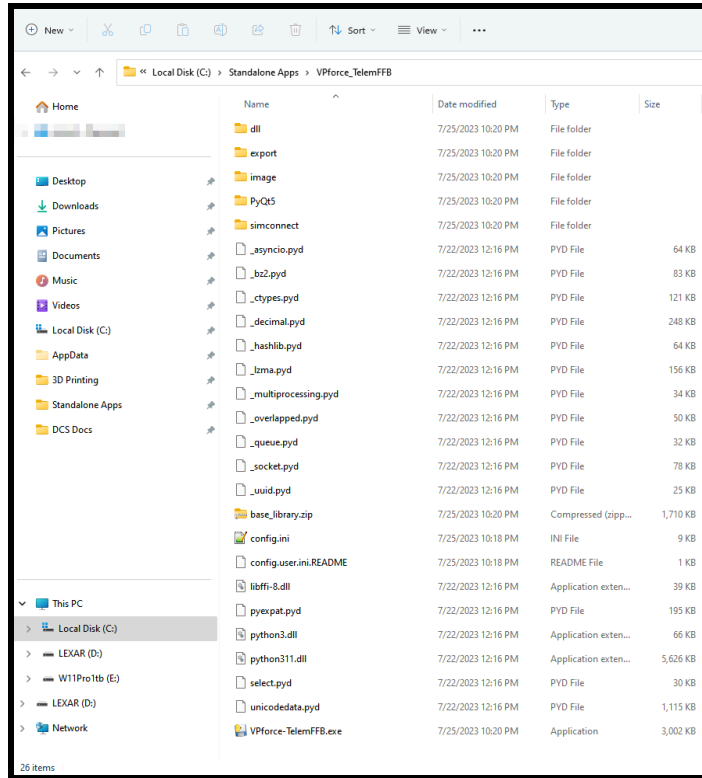 New Sort View ...
« Local Disk (C:) › Standalone Apps › VPforce_TelemFFB
Home
Desktop
Downloads
Pictures
Documents
Music
Videos
Local Disk (C:)
AppData
3D Printing
Standalone Apps
DCS Docs
This PC
Local Disk (C:)
LEXAR (D:)
W11Pro1tb (E:)
LEXAR (D:)
Network
Name Date modified Type Size
dll 7/25/2023 10:20 PM File folder
export 7/25/2023 10:20 PM File folder
image 7/25/2023 10:20 PM File folder
PyQt5 7/25/2023 10:20 PM File folder
simconnect 7/25/2023 10:20 PM File folder
_asyncio.pyd 7/22/2023 12:16 PM PYD File 64 KB
_bz2.pyd 7/22/2023 12:16 PM PYD File 83 KB
_ctypes.pyd 7/22/2023 12:16 PM PYD File 121 KB
_decimal.pyd 7/22/2023 12:16 PM PYD File 248 KB
_hashlib.pyd 7/22/2023 12:16 PM PYD File 64 KB
_lzma.pyd 7/22/2023 12:16 PM PYD File 156 KB
_multiprocessing.pyd 7/22/2023 12:16 PM PYD File 34 KB
_overlapped.pyd 7/22/2023 12:16 PM PYD File 50 KB
_queue.pyd 7/22/2023 12:16 PM PYD File 32 KB
_socket.pyd 7/22/2023 12:16 PM PYD File 78 KB
_uuid.pyd 7/22/2023 12:16 PM PYD File 25 KB
base_library.zip 7/25/2023 10:20 PM Compressed (zipp... 1,710 KB
config.ini 7/25/2023 10:18 PM INI File 9 KB
config.user.ini.README 7/25/2023 10:18 PM README File 1 KB
libffi-8.dll 7/22/2023 12:16 PM Application exten... 39 KB
pyexpat.pyd 7/22/2023 12:16 PM PYD File 195 KB
python3.dll 7/22/2023 12:16 PM Application exten... 66 KB
python311.dll 7/22/2023 12:16 PM Application exten... 5,626 KB
select.pyd 7/22/2023 12:16 PM PYD File 30 KB
unicodedata.pyd 7/22/2023 12:16 PM PYD File 1,115 KB
VPforce-TelemFFB.exe 7/25/2023 10:20 PM Application 3,002 KB
26 items